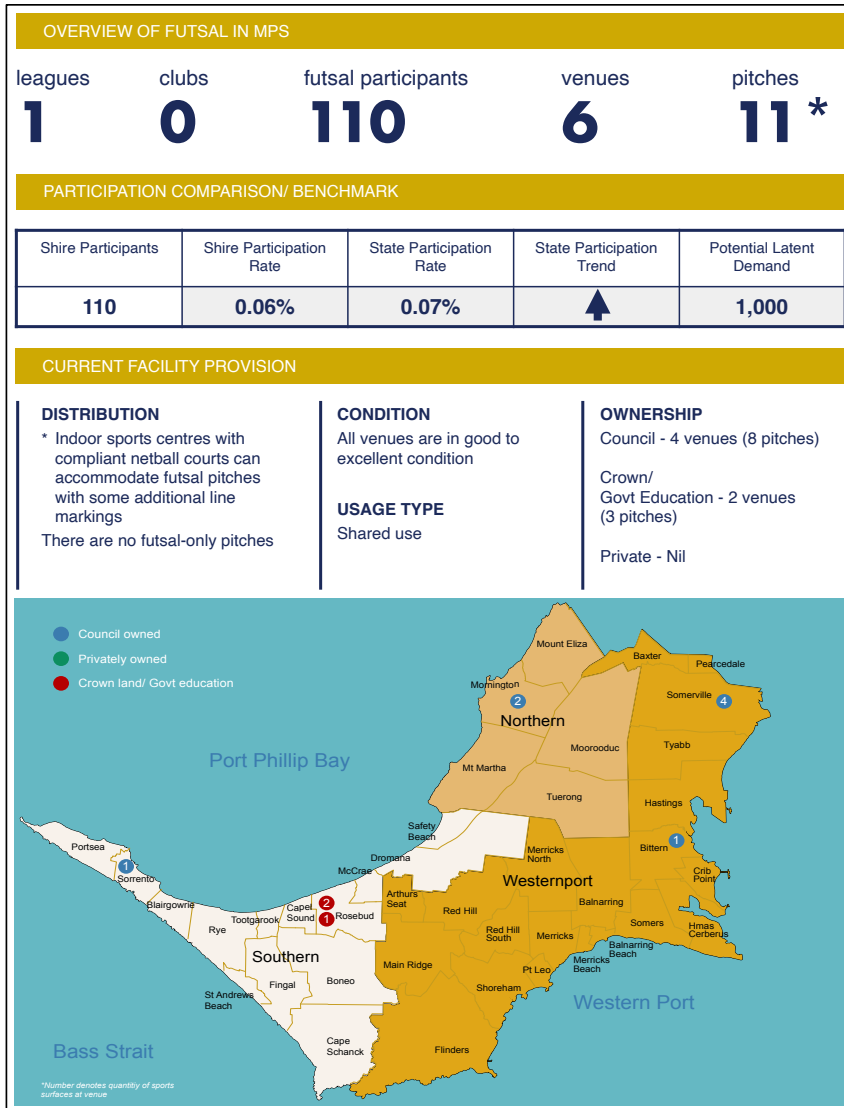 OVERVIEW OF FUTSAL IN MPS
leagues
1
clubs
0
futsal participants
110
venues
6
pitches
11 *
PARTICIPATION COMPARISON/ BENCHMARK
Shire Participants
Shire Participation
Rate
State Participation
Rate
State Participation
Trend
Potential Latent
Demand
110
0.06%
0.07%
1,000
CURRENT FACILITY PROVISION
DISTRIBUTION
* Indoor sports centres with
compliant netball courts can
accommodate futsal pitches
with some additional line
markings
There are no futsal-only pitches
CONDITION
All venues are in good to
excellent condition
USAGE TYPE
Shared use
OWNERSHIP
Council - 4 venues (8 pitches)
Crown/
Govt Education - 2 venues
(3 pitches)
Private - Nil
Council owned
Privately owned
Crown land/ Govt education
Mount Eliza
Baxter
Pearcedale
Mornington
2
Somerville
4
Northern
Moorooduc
Tyabb
Port Phillip Bay
Mt Martha
Tuerong
Hastings
Safety
Beach
Portsea
1
Sorrento
Dromana
McCrae
Merricks
North
Bittern
1
Crib
Point
Westernport
Blairgowrie
Rye
Tootgarook
Capel
Sound
2
1
Rosebud
Arthurs
Seat
Red Hill
Balnarring
Red Hill
South
Merricks
Somers
Hmas
Cerberus
Southern
Main Ridge
Balnarring
Beach
Merricks
Beach
Pt Leo
Fingal
Boneo
Shoreham
St Andrews
Beach
Western Port
Cape
Schanck
Flinders
Bass Strait
*Number denotes quantitiy of sports
surfaces at venue